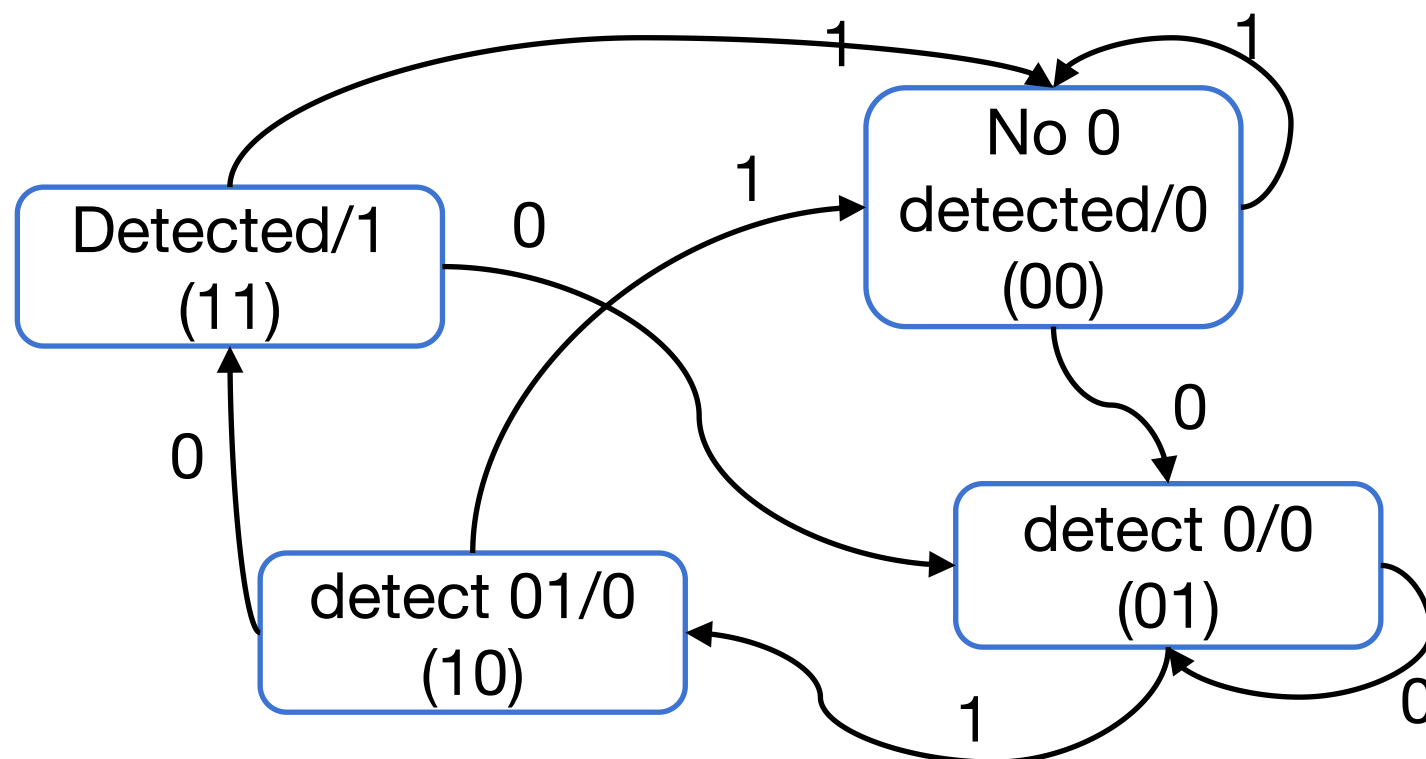 1
1
No 0
detected/0
(00)
1
Detected/1
(11)
0
0
0
detect 0/0
(01)
detect 01/0
(10)
1
0